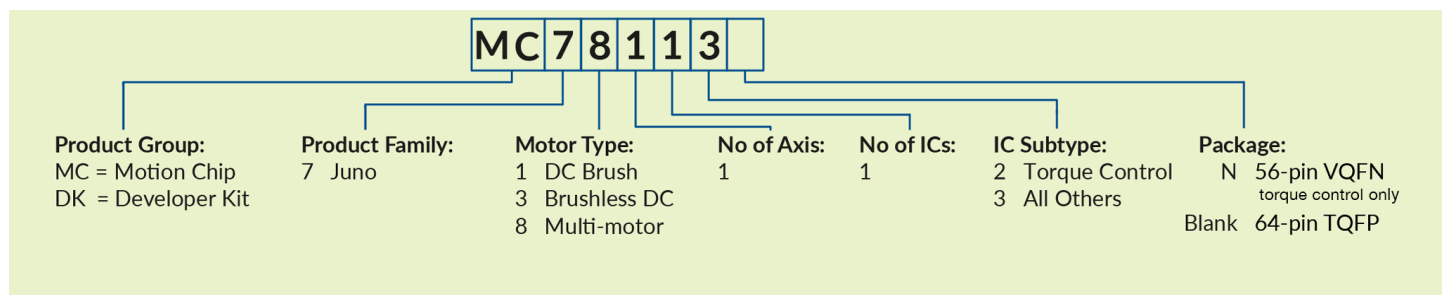 MC78113
Product Group:
MC = Motion Chip
DK = Developer Kit
Product Family:
7 Juno
Motor Type:
1 DC Brush
3 Brushless DC
8 Multi-motor
No of Axis:
1
No of ICs:
1
IC Subtype:
2 Torque Control
3 All Others
Package:
N 56-pin VQFN
torque control only
Blank 64-pin TQFP